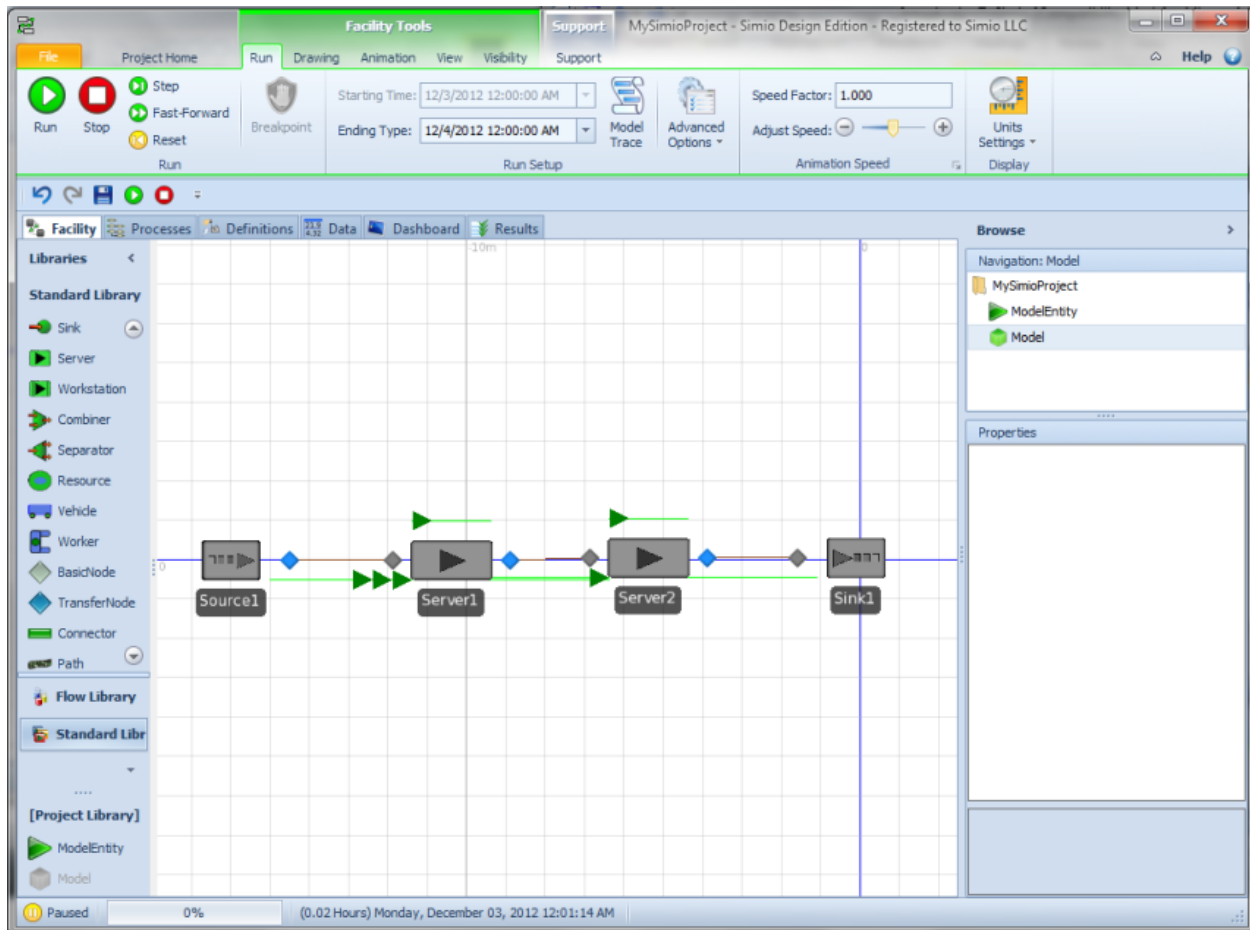 Facility Tools
Support
MySimioProject - Simio Design Edition - Registered to Simio LLC
File
Project Home
Run
Drawing
Animation
View
Visibility
Support
Help
Run
Stop
Step
Fast-Forward
Reset
Run
Breakpoint
Starting Time: 12/3/2012 12:00:00 AM
Ending Type: 12/4/2012 12:00:00 AM
Model Trace
Advanced Options
Run Setup
Speed Factor: 1.000
Adjust Speed:
Animation Speed
Units Settings
Display
Facility
Processes
Definitions
Data
Dashboard
Results
Libraries
Standard Library
Sink
Server
Workstation
Combiner
Separator
Resource
Vehicle
Worker
BasicNode
TransferNode
Connector
Path
Flow Library
Standard Libr
[Project Library]
ModelEntity
Model
-10m
0
0
Source1
Server1
Server2
Sink1
Browse
Navigation: Model
MySimioProject
ModelEntity
Model
Properties
Paused
0%
(0.02 Hours) Monday, December 03, 2012 12:01:14 AM